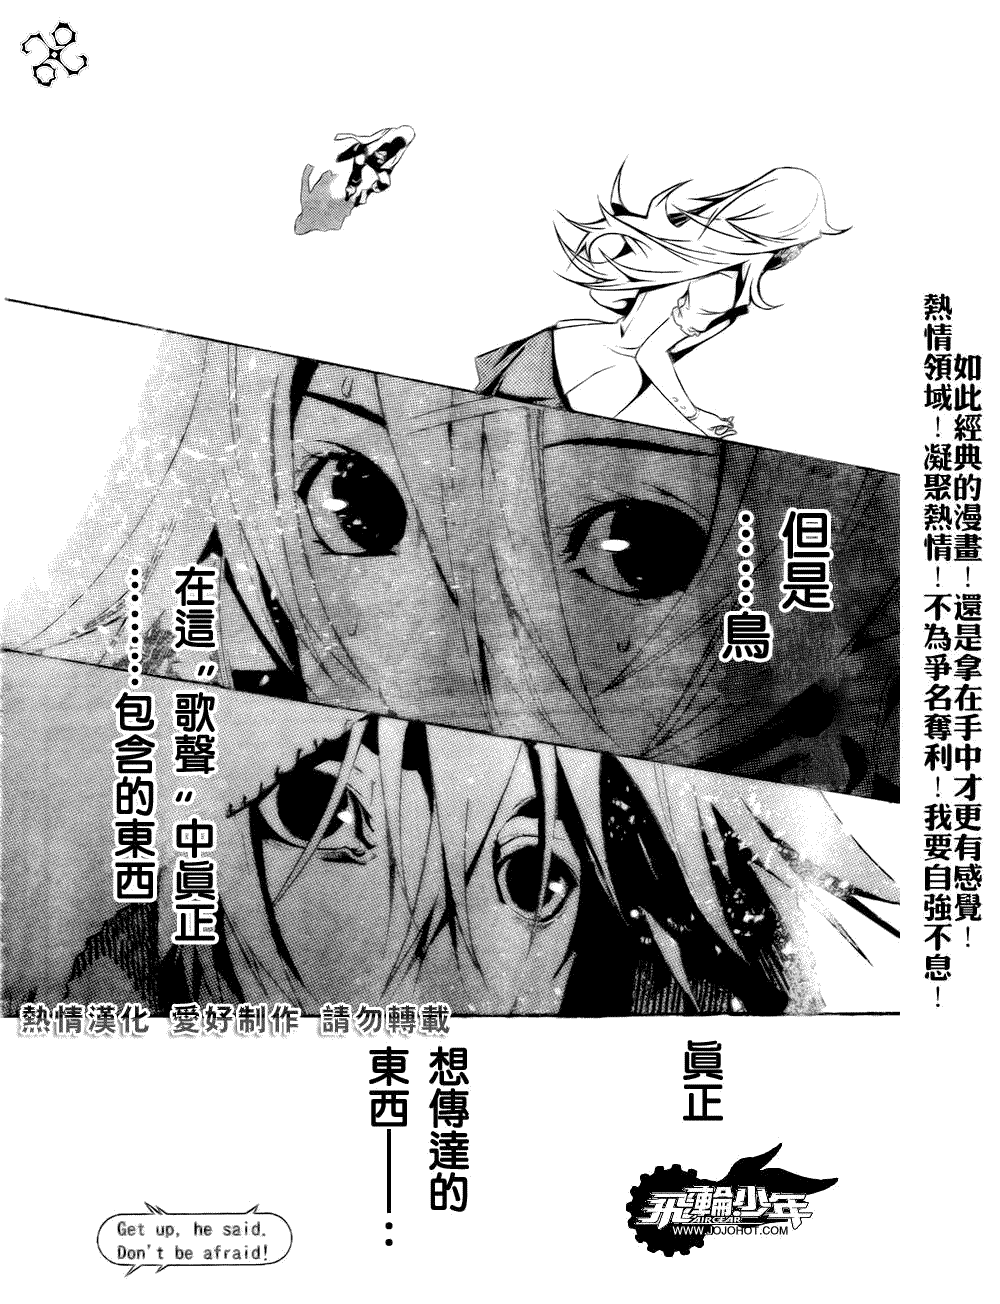 但是
………鳥
在這〝歌聲〞中眞正
…………包含的東西
眞正
想傳達的
東西——…
Get up, he said.
Don't be afraid!
如此經典的漫畫！還是拿在手中才更有感覺！
熱情領域！凝聚熱情！不為爭名奪利！我要自強不息！
熱情漢化 愛好制作 請勿轉載
飛輪少年
AIRGEAR
WWW.JOJOHOT.COM